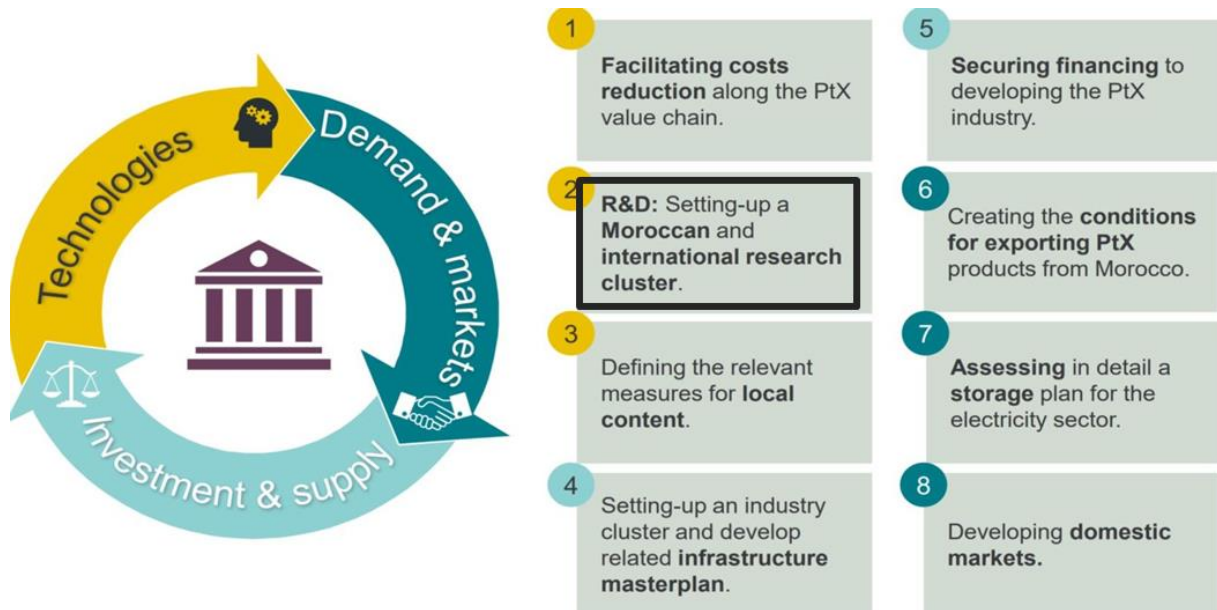 Technologies
Demand & markets
Investment & supply
1
Facilitating costs
reduction along the PtX
value chain.
2
R&D: Setting-up a
Moroccan and
international research
cluster.
3
Defining the relevant
measures for local
content.
4
Setting-up an industry
cluster and develop
related infrastructure
masterplan.
5
Securing financing to
developing the PtX
industry.
6
Creating the conditions
for exporting PtX
products from Morocco.
7
Assessing in detail a
storage plan for the
electricity sector.
8
Developing domestic
markets.